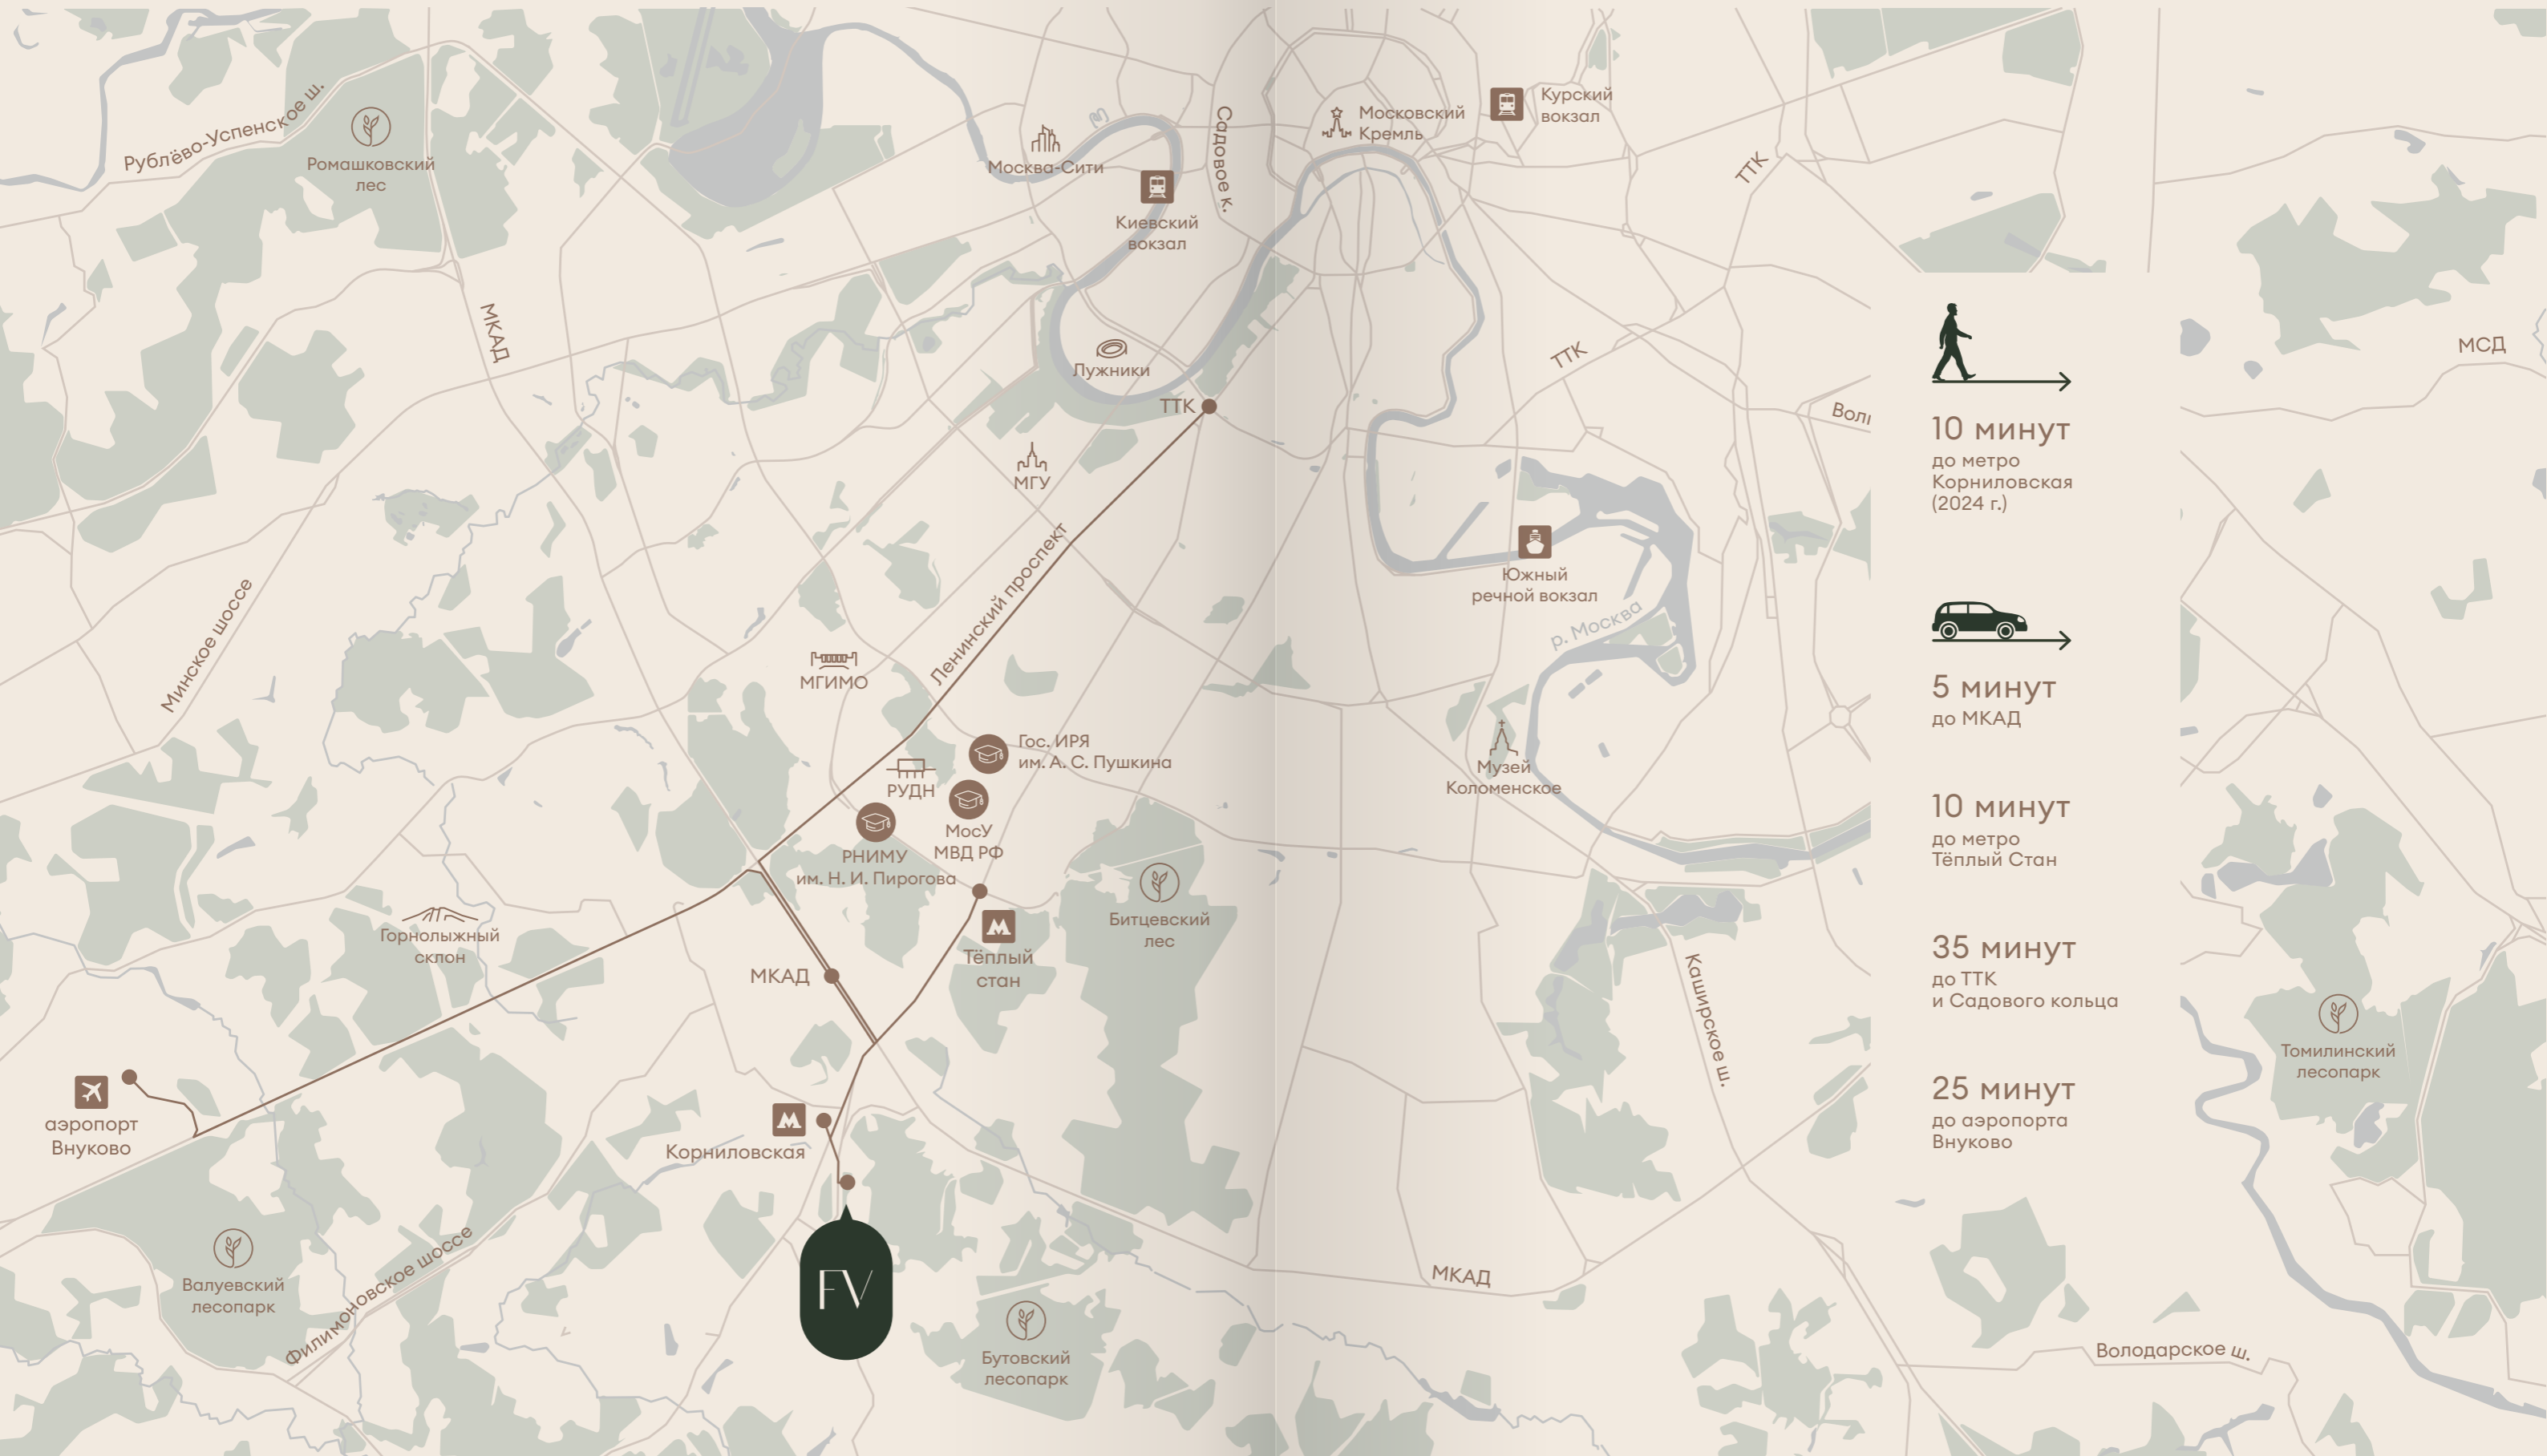 Рублёво-Успенское ш.
Ромашковский
лес
МКАД
Минское шоссе
Москва-Сити
Киевский
вокзал
Садовое к.
Московский
Кремль
Курский
вокзал
ТТК
ТТК
Лужники
ТТК
МГУ
Ленинский проспект
МГИМО
Гос. ИРЯ
им. А. С. Пушкина
РУДН
МосУ
МВД РФ
РНИМУ
им. Н. И. Пирогова
Южный
речной вокзал
р. Москва
Музей
Коломенское
Битцевский
лес
Тёплый
стан
МКАД
Горнолыжный
склон
аэропорт
Внуково
Корниловская
FV
Валуевский
лесопарк
Филимоновское шоссе
Бутовский
лесопарк
МКАД
Каширское ш.
Волг
10 минут
до метро
Корниловская
(2024 г.)
5 минут
до МКАД
10 минут
до метро
Тёплый Стан
35 минут
до ТТК
и Садового кольца
25 минут
до аэропорта
Внуково
МСД
Томилинский
лесопарк
Володарское ш.